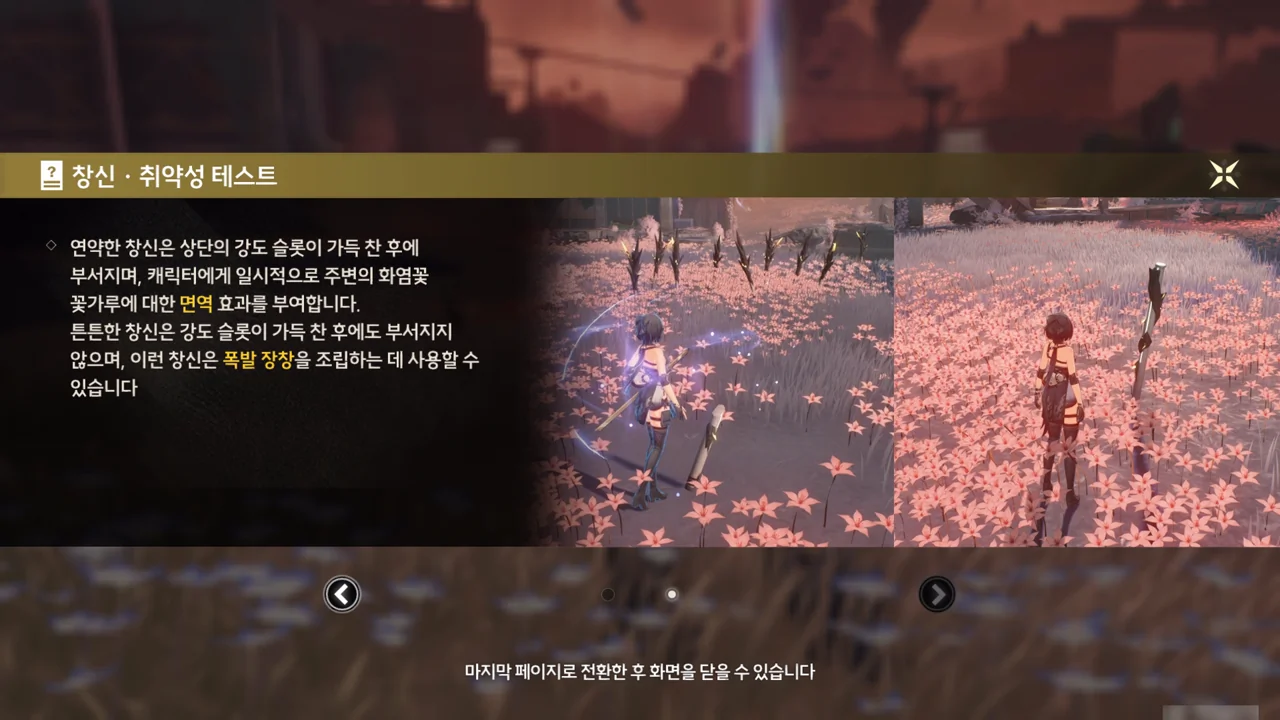 창신 · 취약성 테스트
연약한 창신은 상단의 강도 슬롯이 가득 찬 후에
부서지며, 캐릭터에게 일시적으로 주변의 화염꽃
꽃가루에 대한 면역 효과를 부여합니다.
튼튼한 창신은 강도 슬롯이 가득 찬 후에도 부서지지
않으며, 이런 창신은 폭발 장창을 조립하는 데 사용할 수
있습니다
마지막 페이지로 전환한 후 화면을 닫을 수 있습니다